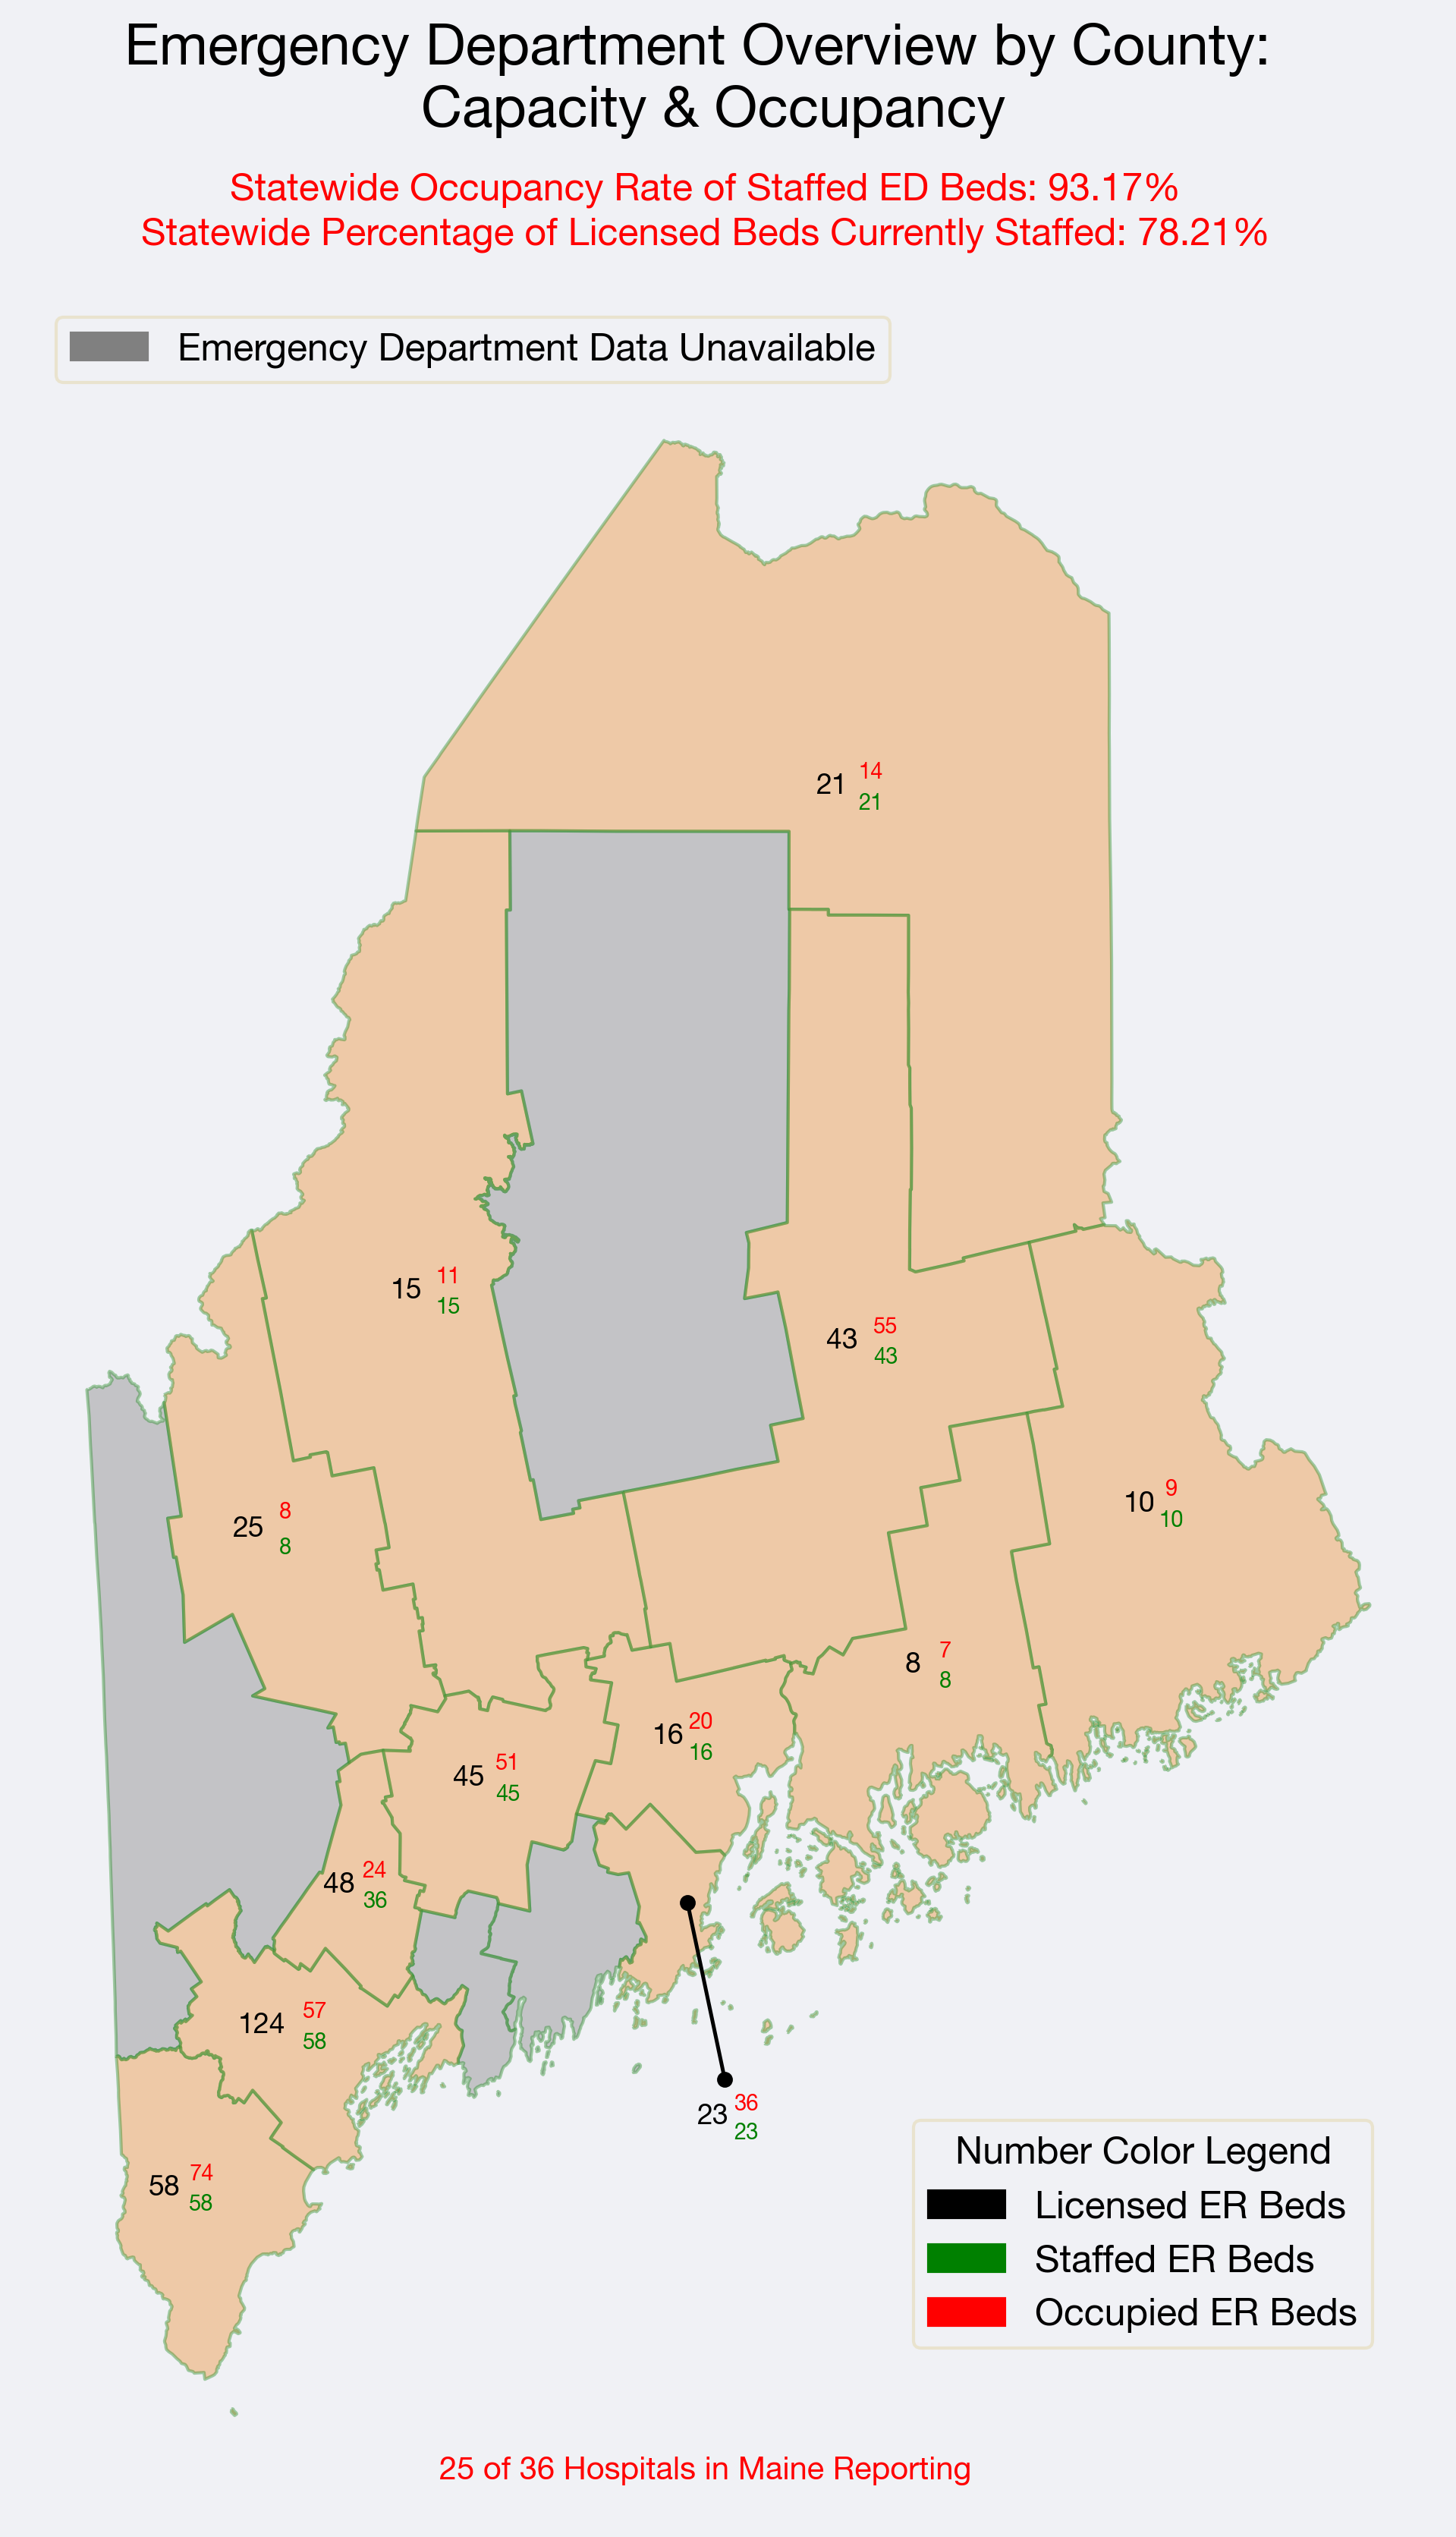 Emergency Department Overview by County:
Capacity & Occupancy
Statewide Occupancy Rate of Staffed ED Beds: 93.17%
Statewide Percentage of Licensed Beds Currently Staffed: 78.21%
Emergency Department Data Unavailable
21 14
21
15 11
15
43 55
43
25 8
8
10 9
10
8 7
8
16 20
16
45 51
45
48 24
36
124 57
58
23 36
23
58 74
58
Number Color Legend
Licensed ER Beds
Staffed ER Beds
Occupied ER Beds
25 of 36 Hospitals in Maine Reporting